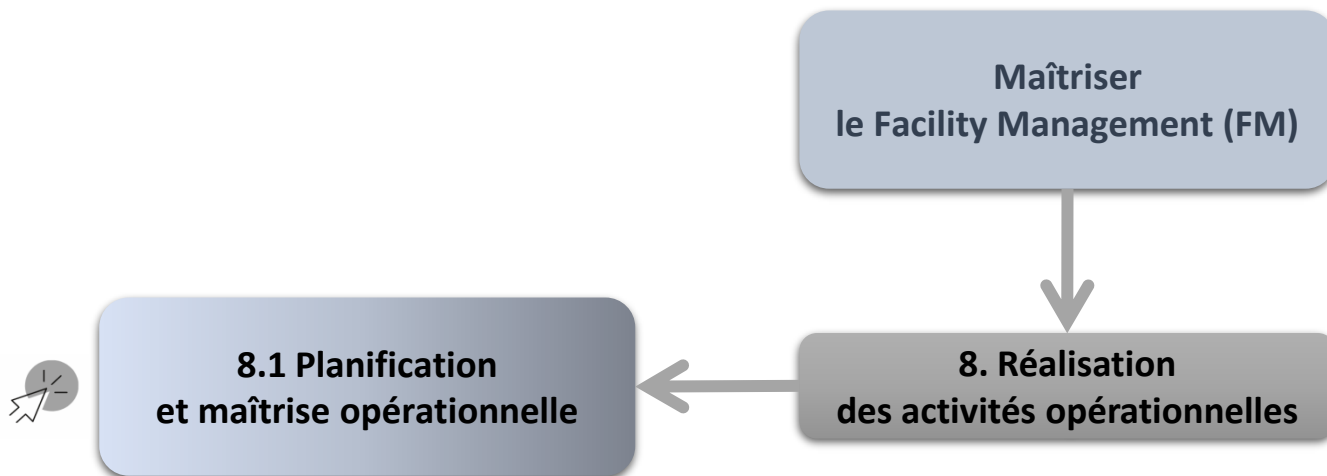 Maîtriser
le Facility Management (FM)
8.1 Planification
et maîtrise opérationnelle
8. Réalisation
des activités opérationnelles